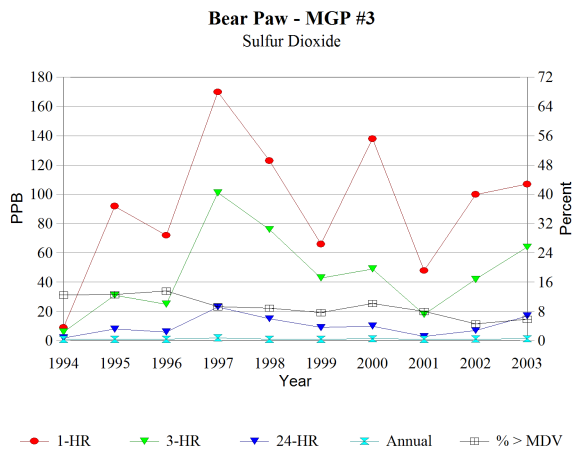 Bear Paw - MGP #3
Sulfur Dioxide
180
160
140
120
100
80
60
40
20
0
PPB
72
64
56
48
40
32
24
16
8
0
Percent
1994 1995 1996 1997 1998 1999 2000 2001 2002 2003
Year
1-HR 3-HR 24-HR Annual % > MDV